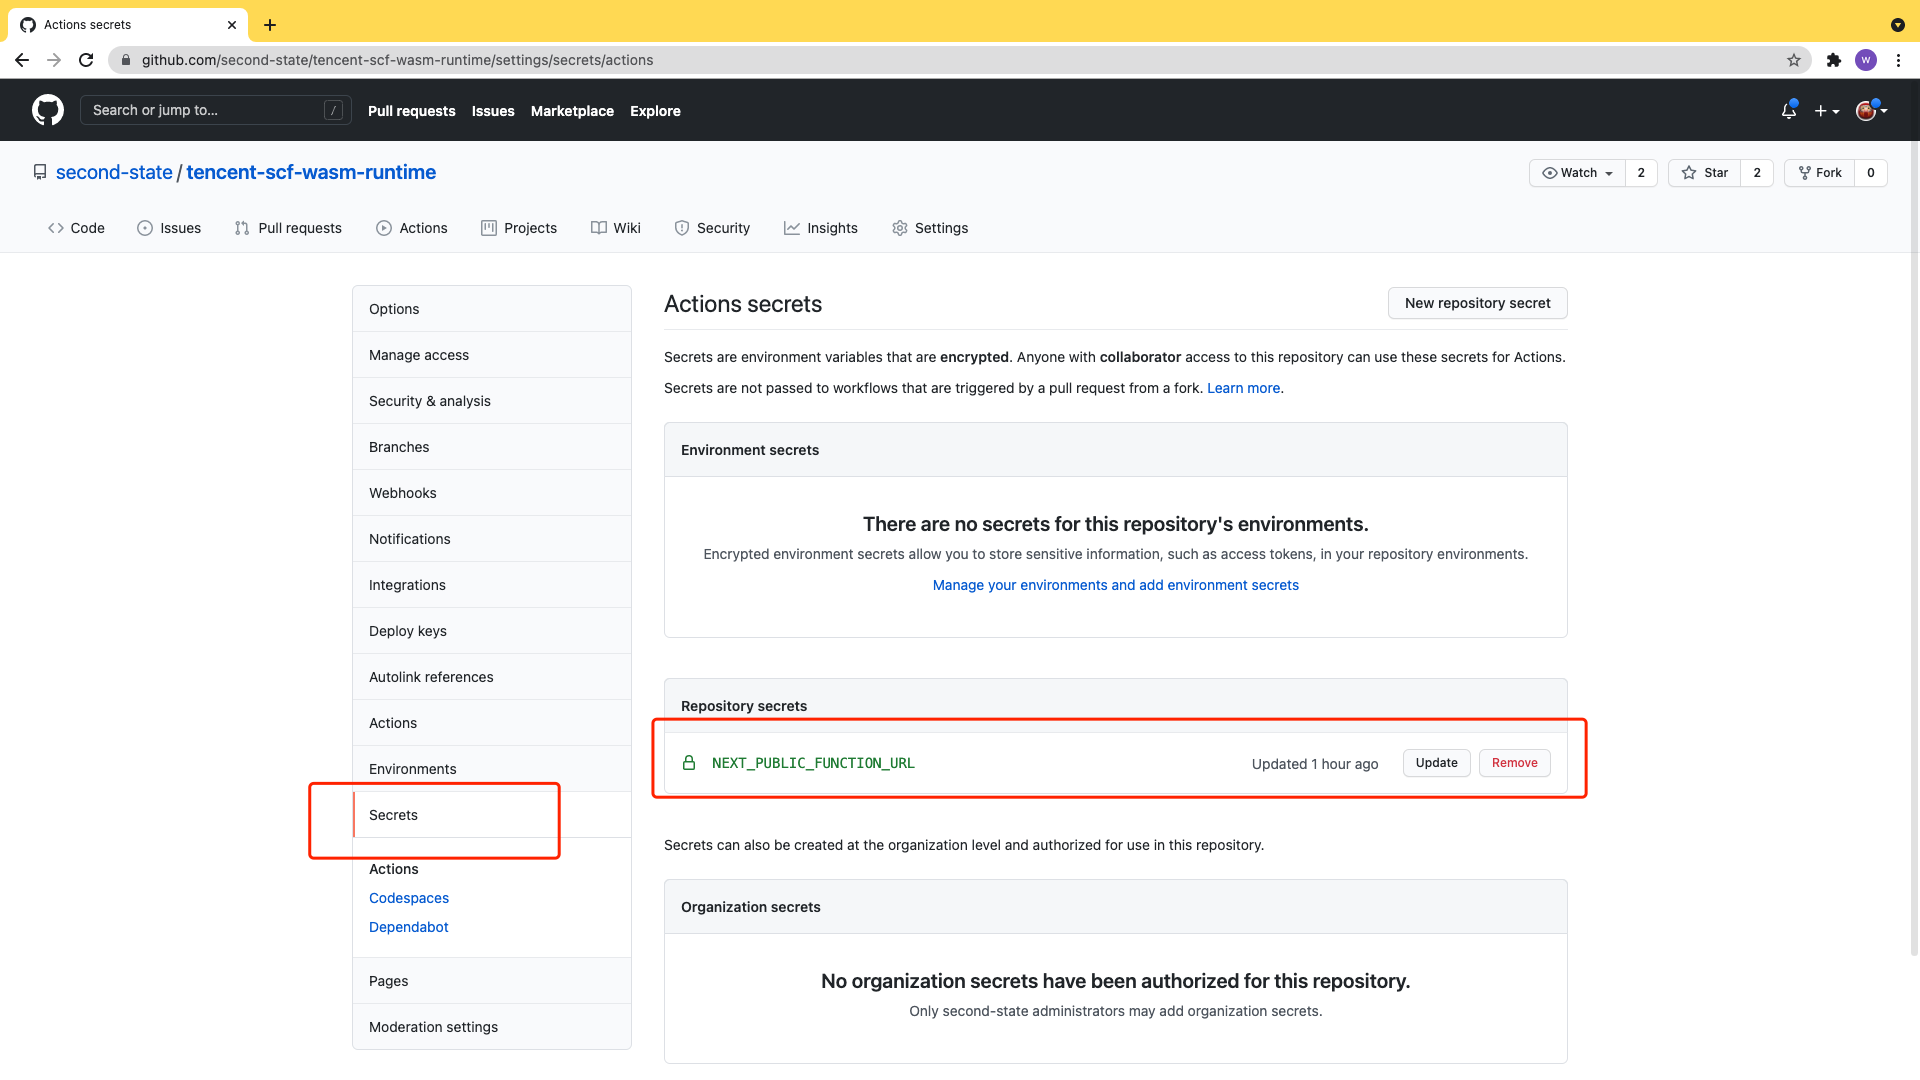 Actions secrets
github.com/second-state/tencent-scf-wasm-runtime/settings/secrets/actions
W
Search or jump to... /
Pull requests Issues Marketplace Explore
second-state / tencent-scf-wasm-runtime
Watch 2 Star 2 Fork 0
Code Issues Pull requests Actions Projects Wiki Security Insights Settings
Options
Manage access
Security & analysis
Branches
Webhooks
Notifications
Integrations
Deploy keys
Autolink references
Actions
Environments
Secrets
Actions
Codespaces
Dependabot
Pages
Moderation settings
Actions secrets
New repository secret
Secrets are environment variables that are encrypted. Anyone with collaborator access to this repository can use these secrets for Actions.
Secrets are not passed to workflows that are triggered by a pull request from a fork. Learn more.
Environment secrets
There are no secrets for this repository's environments.
Encrypted environment secrets allow you to store sensitive information, such as access tokens, in your repository environments.
Manage your environments and add environment secrets
Repository secrets
NEXT_PUBLIC_FUNCTION_URL Updated 1 hour ago Update Remove
Secrets can also be created at the organization level and authorized for use in this repository.
Organization secrets
No organization secrets have been authorized for this repository.
Only second-state administrators may add organization secrets.